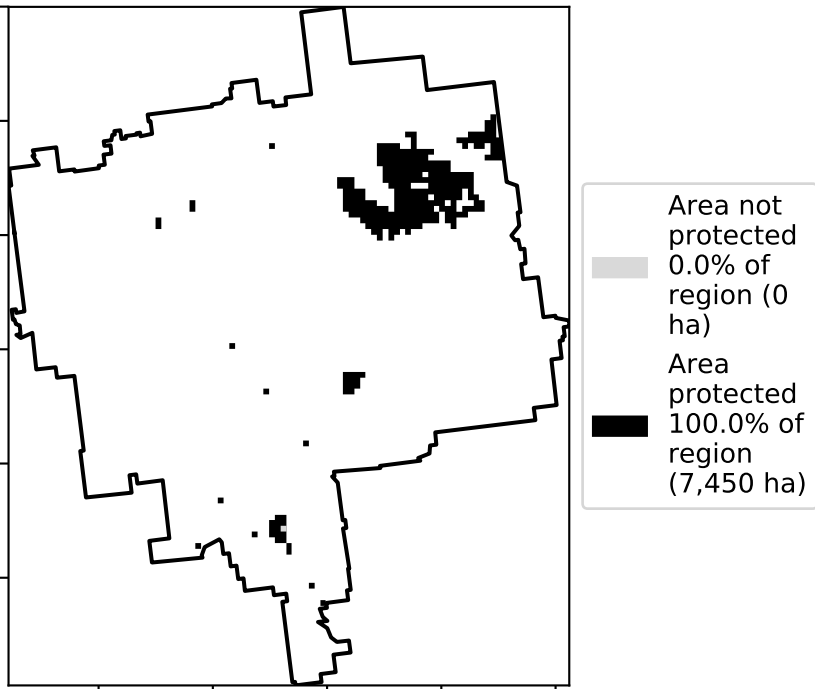 Area not
protected
0.0% of
region (0
ha)
Area
protected
100.0% of
region
(7,450 ha)